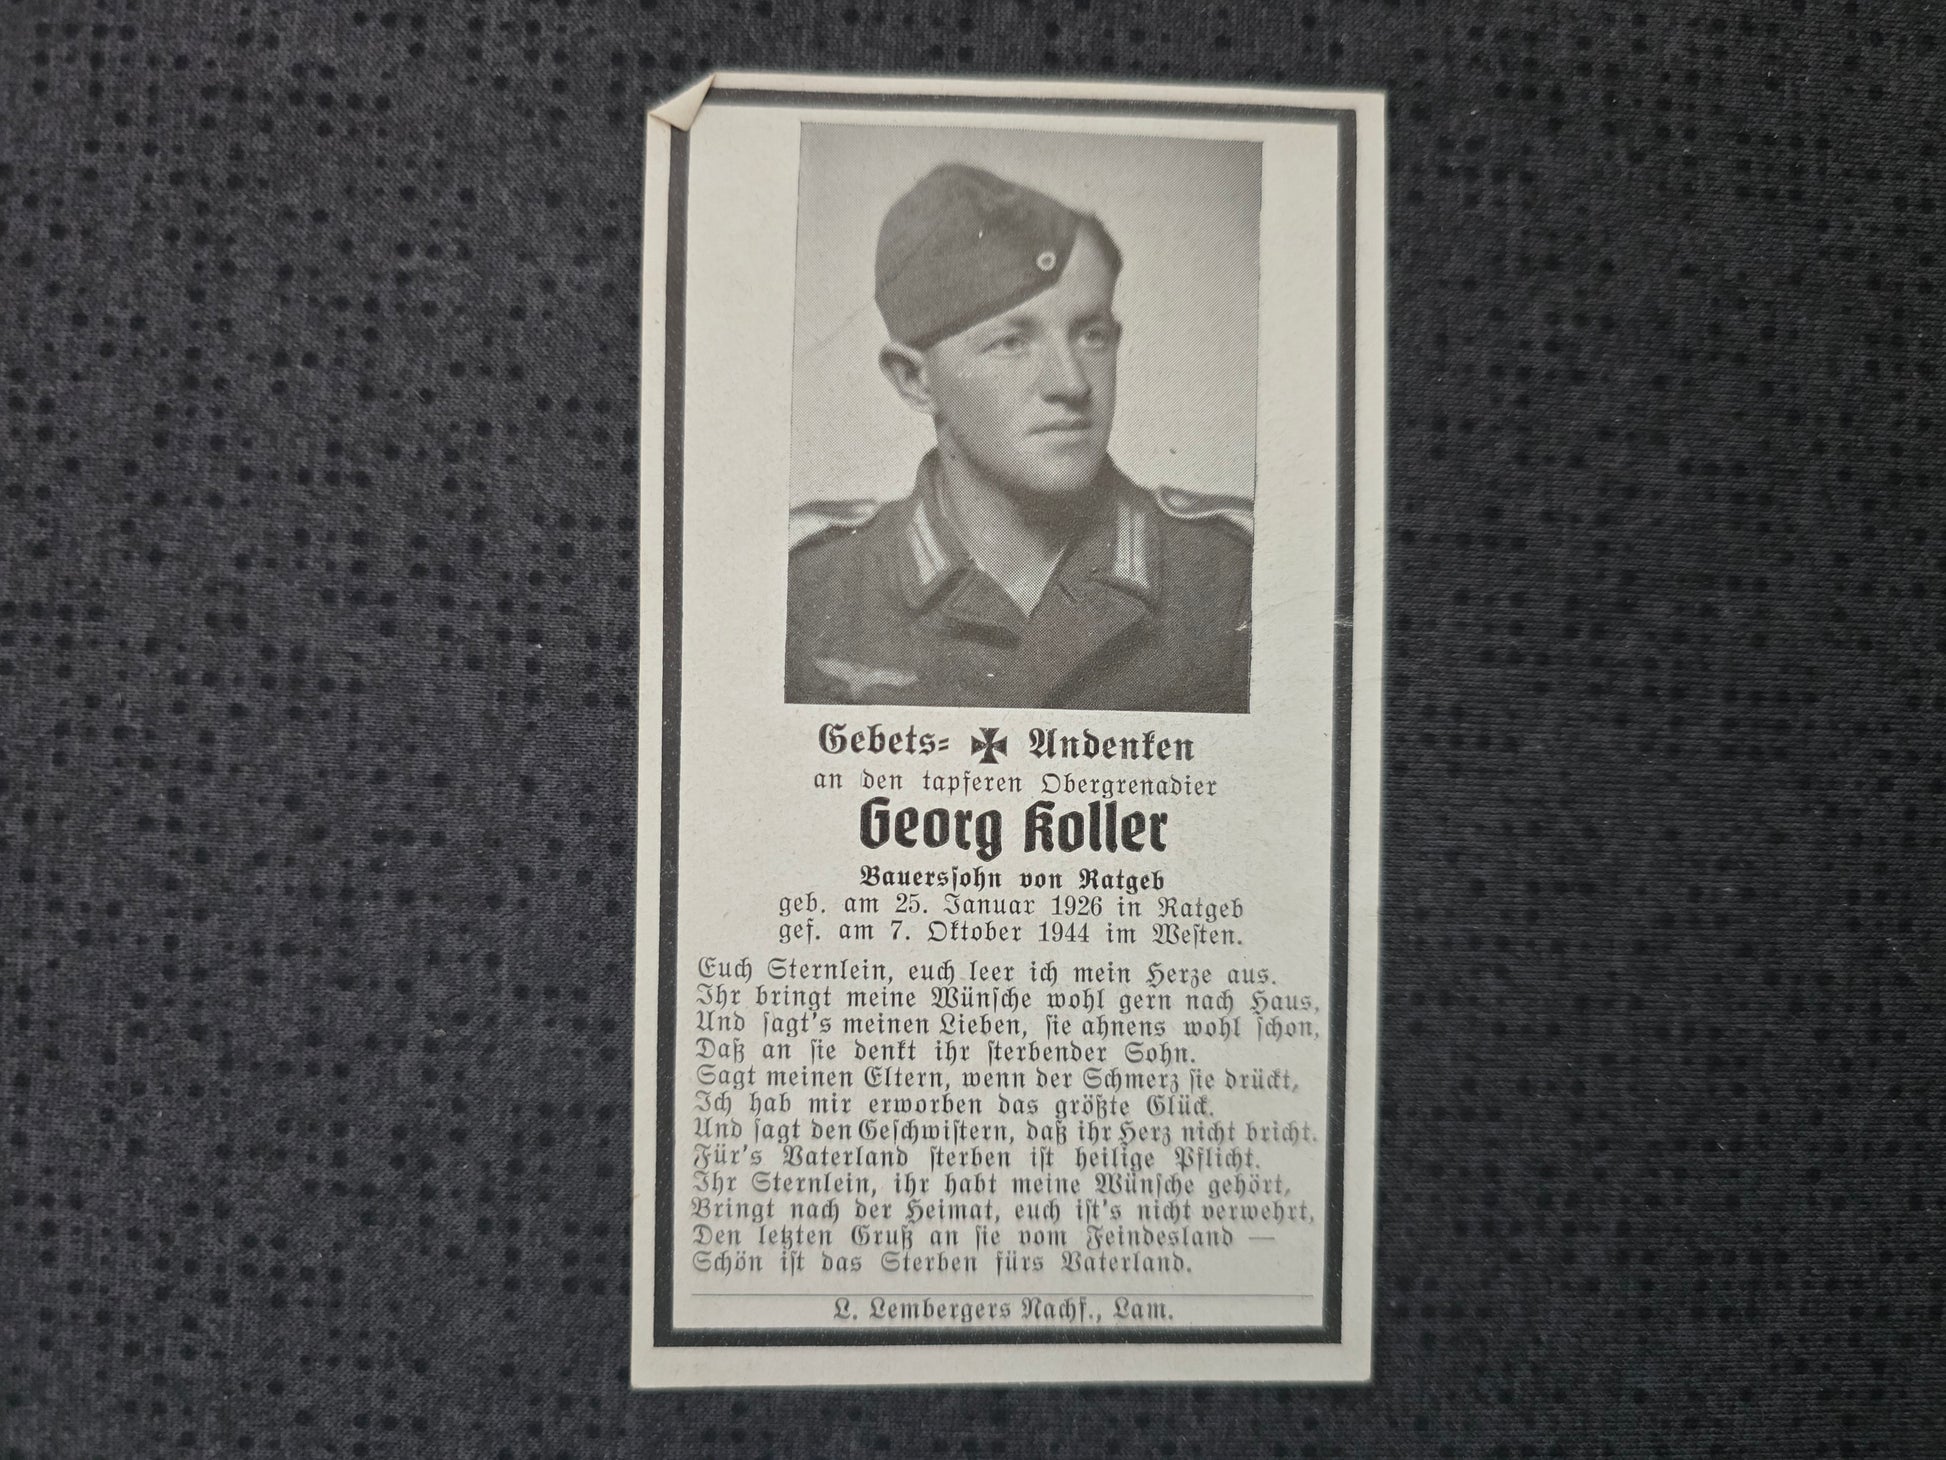 Gebets= Andenken
an den tapferen Obergrenadier
Georg Koller
Bauerssohn von Ratgeb
geb. am 25. Januar 1926 in Ratgeb
gef. am 7. Oktober 1944 im Westen.
Euch Sternlein, euch leer ich mein Herze aus.
Ihr bringt meine Wünsche wohl gern nach Haus,
Und sagt's meinen Lieben, sie ahnens wohl schon,
Daß an sie denkt ihr sterbender Sohn.
Sagt meinen Eltern, wenn der Schmerz sie drückt,
Ich hab mir erworben das größte Glück.
Und sagt den Geschwistern, daß ihr Herz nicht bricht.
Für's Vaterland sterben ist heilige Pflicht.
Ihr Sternlein, ihr habt meine Wünsche gehört,
Bringt nach der Heimat, euch ist's nicht verwehrt,
Den letzten Gruß an sie vom Feindesland —
Schön ist das Sterben fürs Vaterland.
L. Lembergers Nachf., Lam.